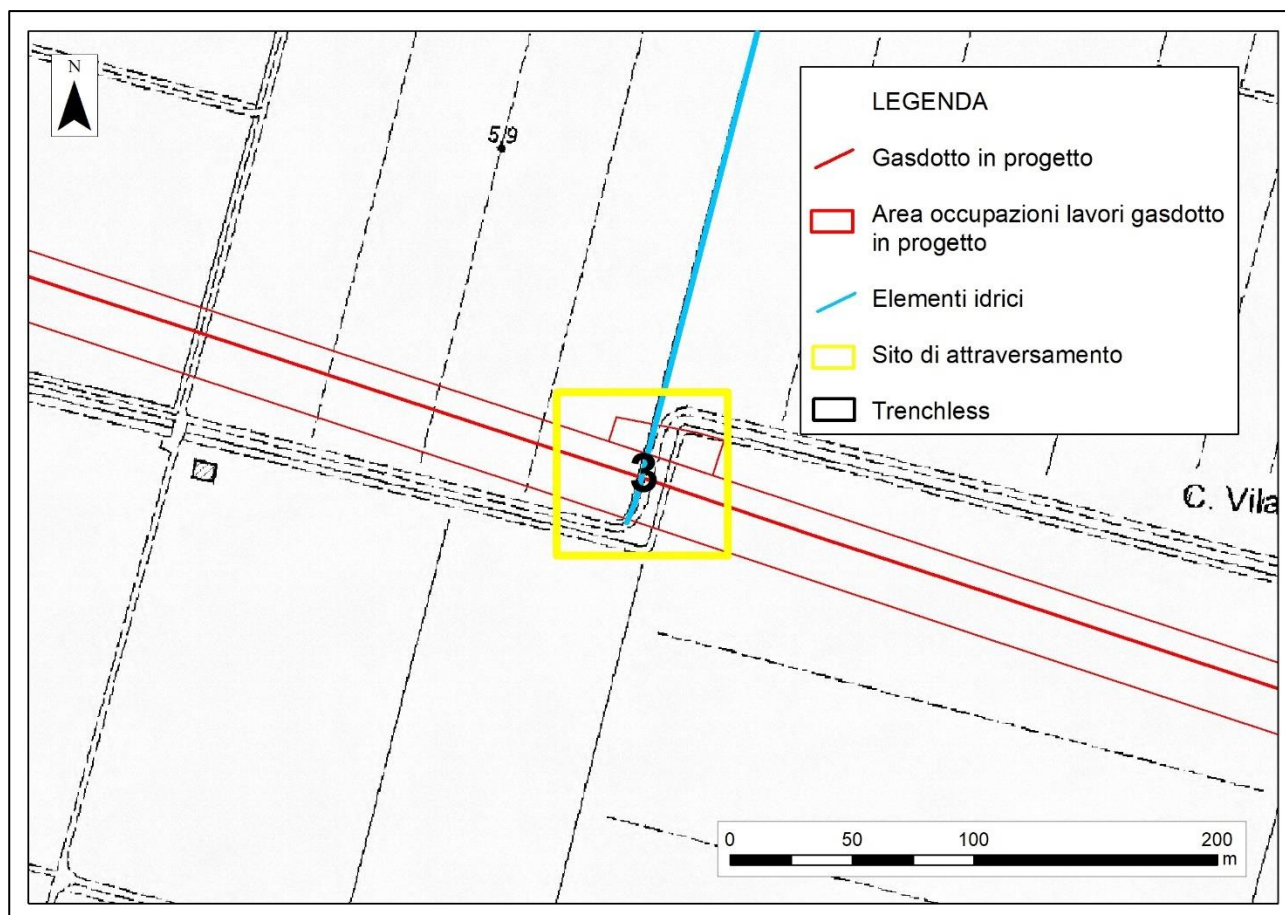 N
5/9
LEGENDA
Gasdotto in progetto
Area occupazioni lavori gasdotto
in progetto
Elementi idrici
Sito di attraversamento
Trenchless
3
C. Vila
0 50 100 200
m